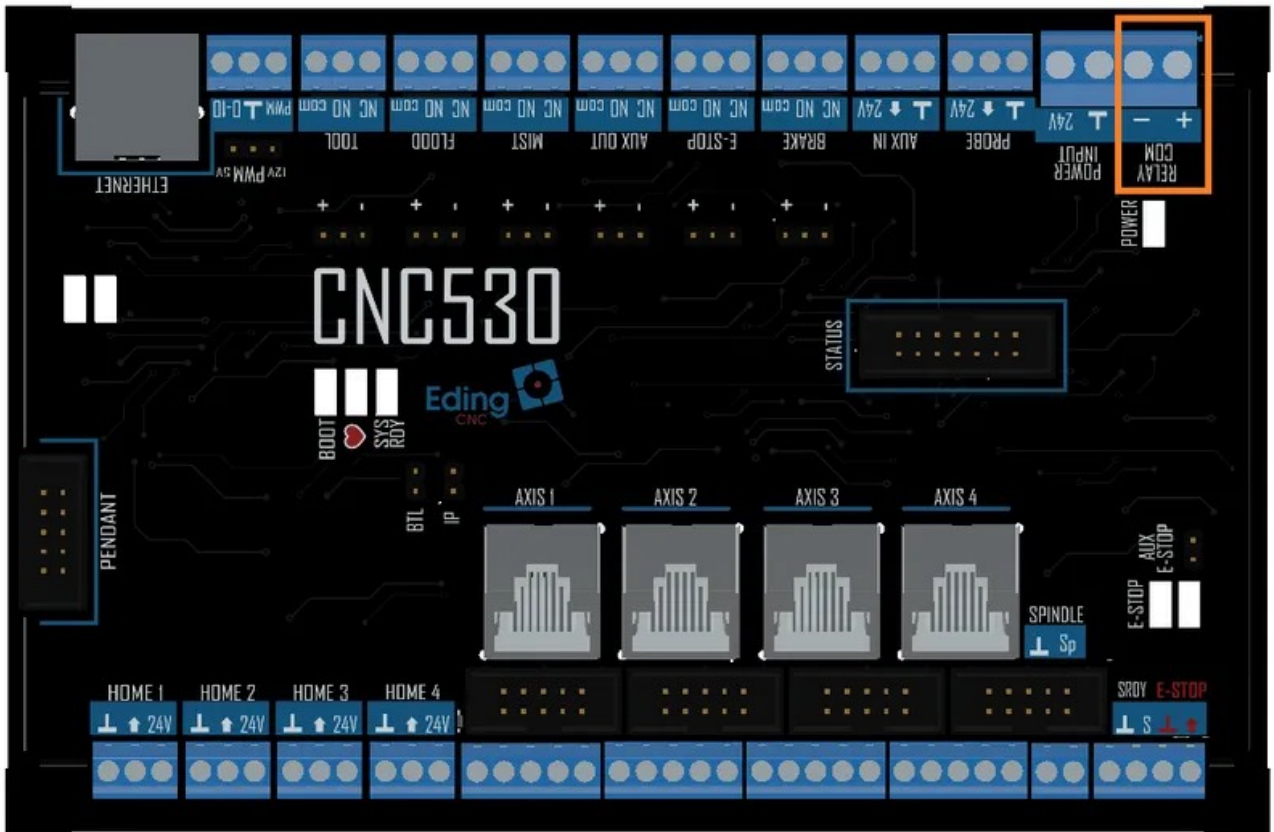 0-10 ⊥ PWM
com NO NC
com NO NC
com NO NC
com NO NC
com NO NC
com NO NC
24V ⬆ ⊥
24V ⬆ ⊥
24V ⊥
- +
ETHERNET
5V PWM 12V
TOOL
FLOOD
MIST
AUX OUT
E-STOP
BRAKE
AUX IN
PROBE
POWER
INPUT
RELAY
COM
+ -
+ -
+ -
+ -
+ -
+ -
POWER
CNC530
STATUS
Eding
CNC
BOOT
SYS
RDY
PENDANT
BTL
IP
AXIS 1
AXIS 2
AXIS 3
AXIS 4
AUX
E-STOP
E-STOP
SPINDLE
⊥ Sp
HOME 1
HOME 2
HOME 3
HOME 4
⊥ ⬆ 24V
⊥ ⬆ 24V
⊥ ⬆ 24V
⊥ ⬆ 24V
SRDY E-STOP
⊥ S ⊥ ⬆